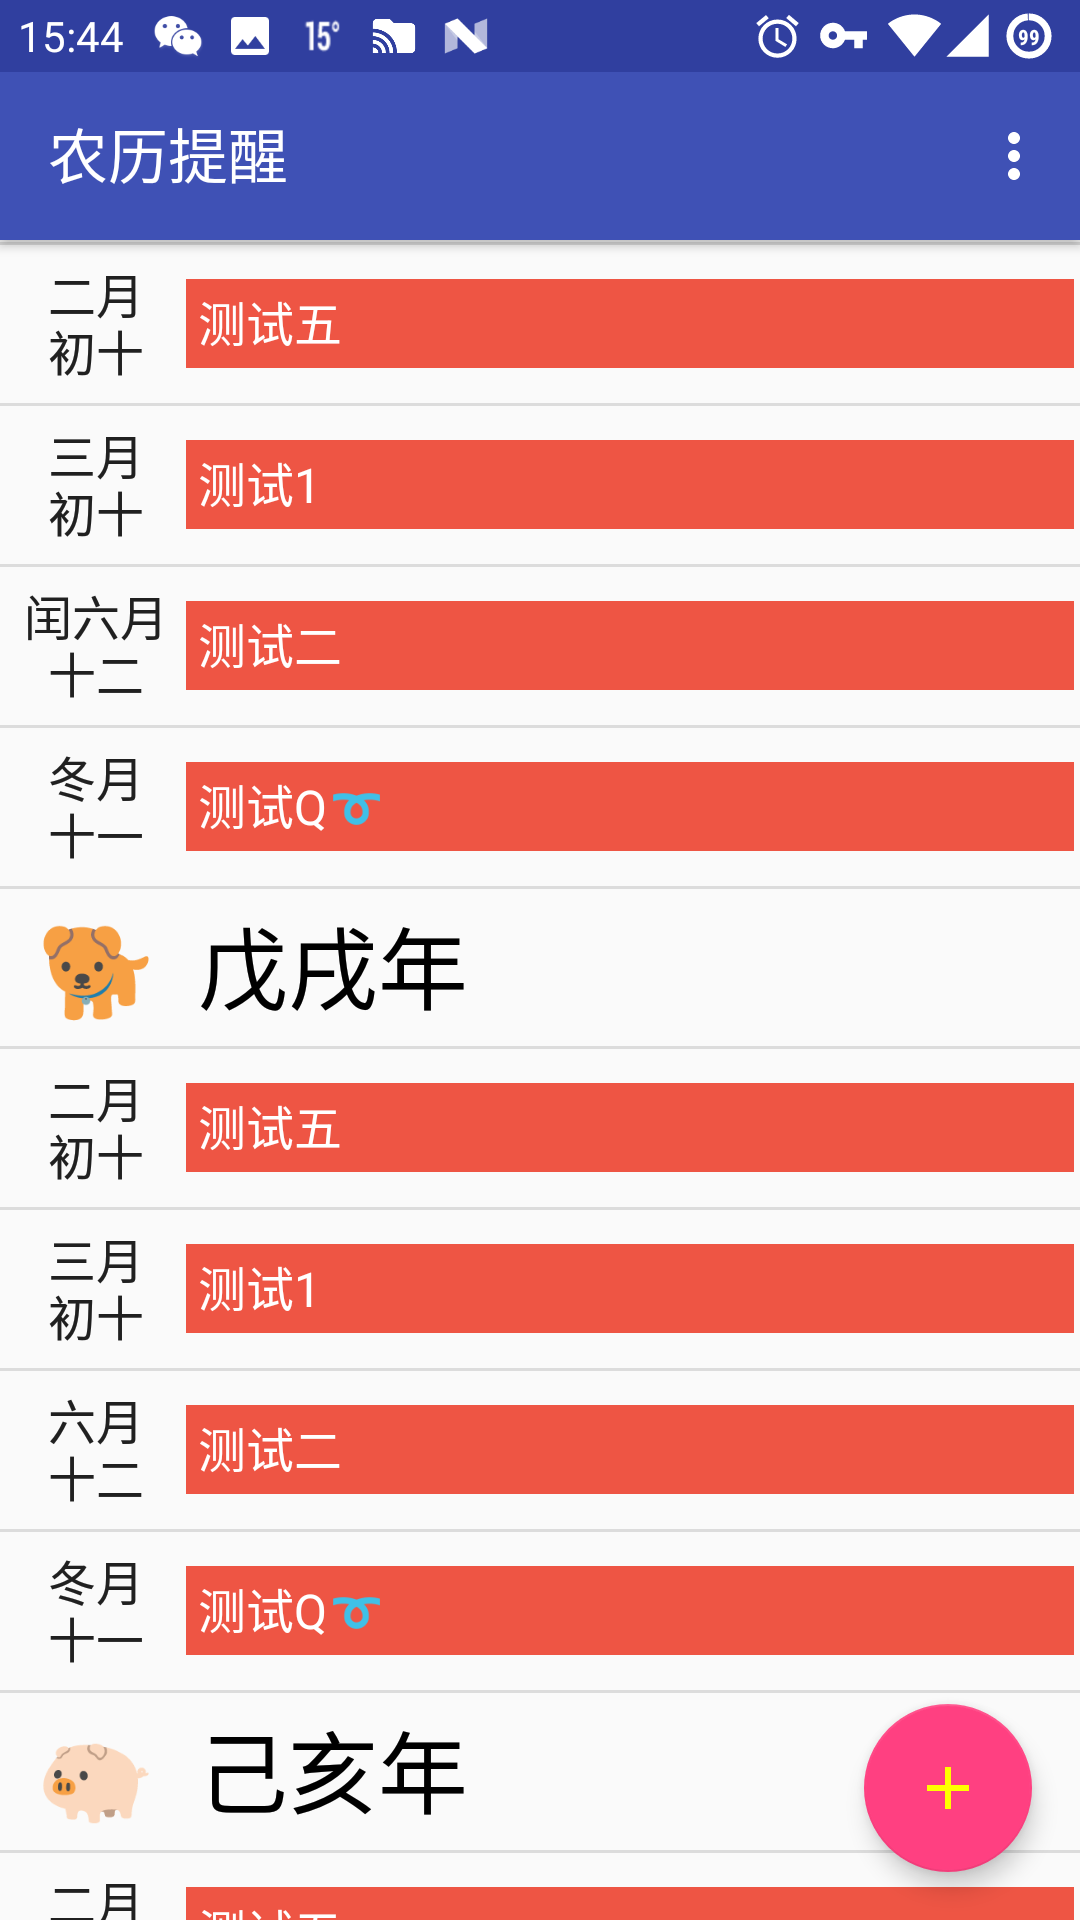 15:44 15° 99
农历提醒
二月
初十
测试五
三月
初十
测试1
闰六月
十二
测试二
冬月
十一
测试Q➰
🐕 戊戌年
二月
初十
测试五
三月
初十
测试1
六月
十二
测试二
冬月
十一
测试Q➰
🐖 己亥年
二月